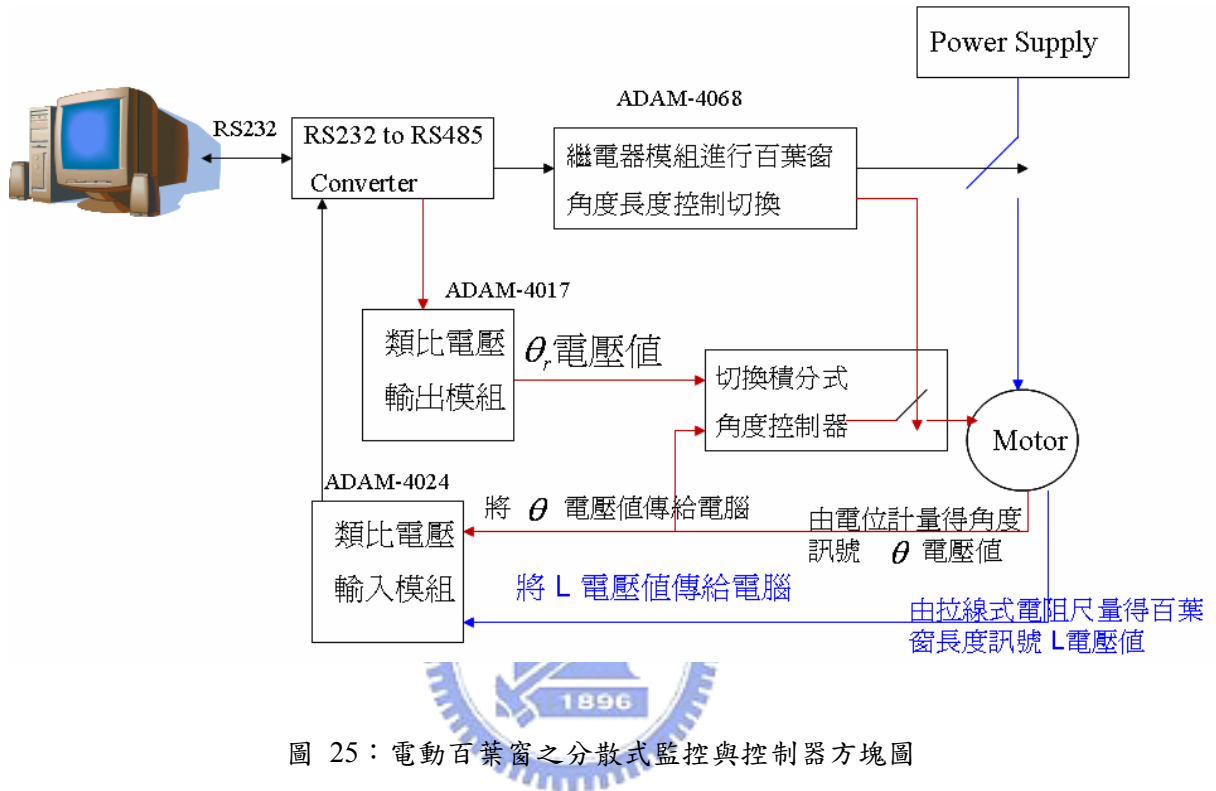 Power Supply
ADAM-4068
RS232
RS232 to RS485
Converter
繼電器模組進行百葉窗
角度長度控制切換
ADAM-4017
類比電壓
輸出模組
θr電壓值
切換積分式
角度控制器
Motor
ADAM-4024
類比電壓
輸入模組
將 θ 電壓值傳給電腦
由電位計量得角度
訊號 θ 電壓值
將 L 電壓值傳給電腦
由拉線式電阻尺量得百葉
窗長度訊號 L電壓值
1896
圖 25：電動百葉窗之分散式監控與控制器方塊圖